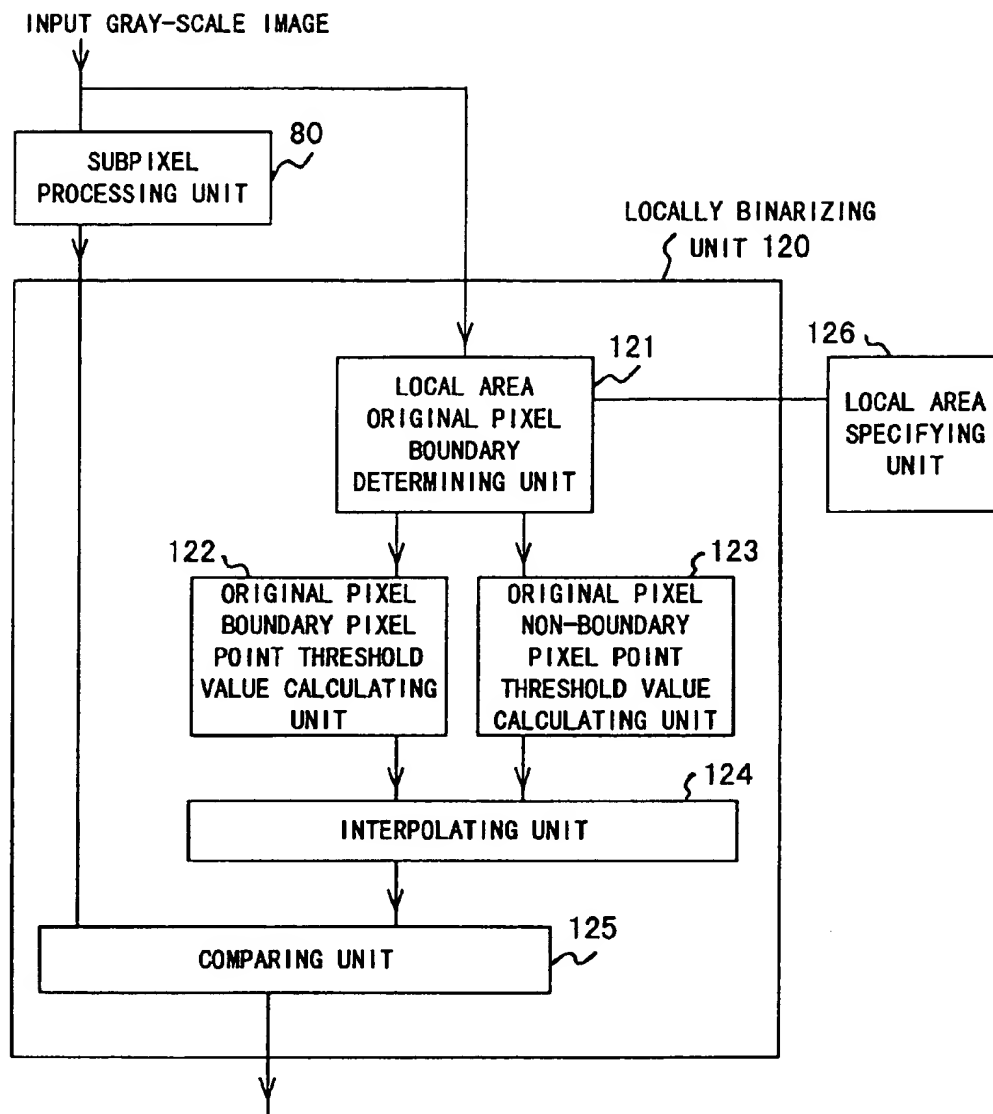 INPUT GRAY-SCALE IMAGE
80
SUBPIXEL
PROCESSING UNIT
LOCALLY BINARIZING
UNIT 120
121
126
LOCAL AREA
ORIGINAL PIXEL
BOUNDARY
DETERMINING UNIT
LOCAL AREA
SPECIFYING
UNIT
122
123
ORIGINAL PIXEL
BOUNDARY PIXEL
POINT THRESHOLD
VALUE CALCULATING
UNIT
ORIGINAL PIXEL
NON-BOUNDARY
PIXEL POINT
THRESHOLD VALUE
CALCULATING UNIT
124
INTERPOLATING UNIT
125
COMPARING UNIT